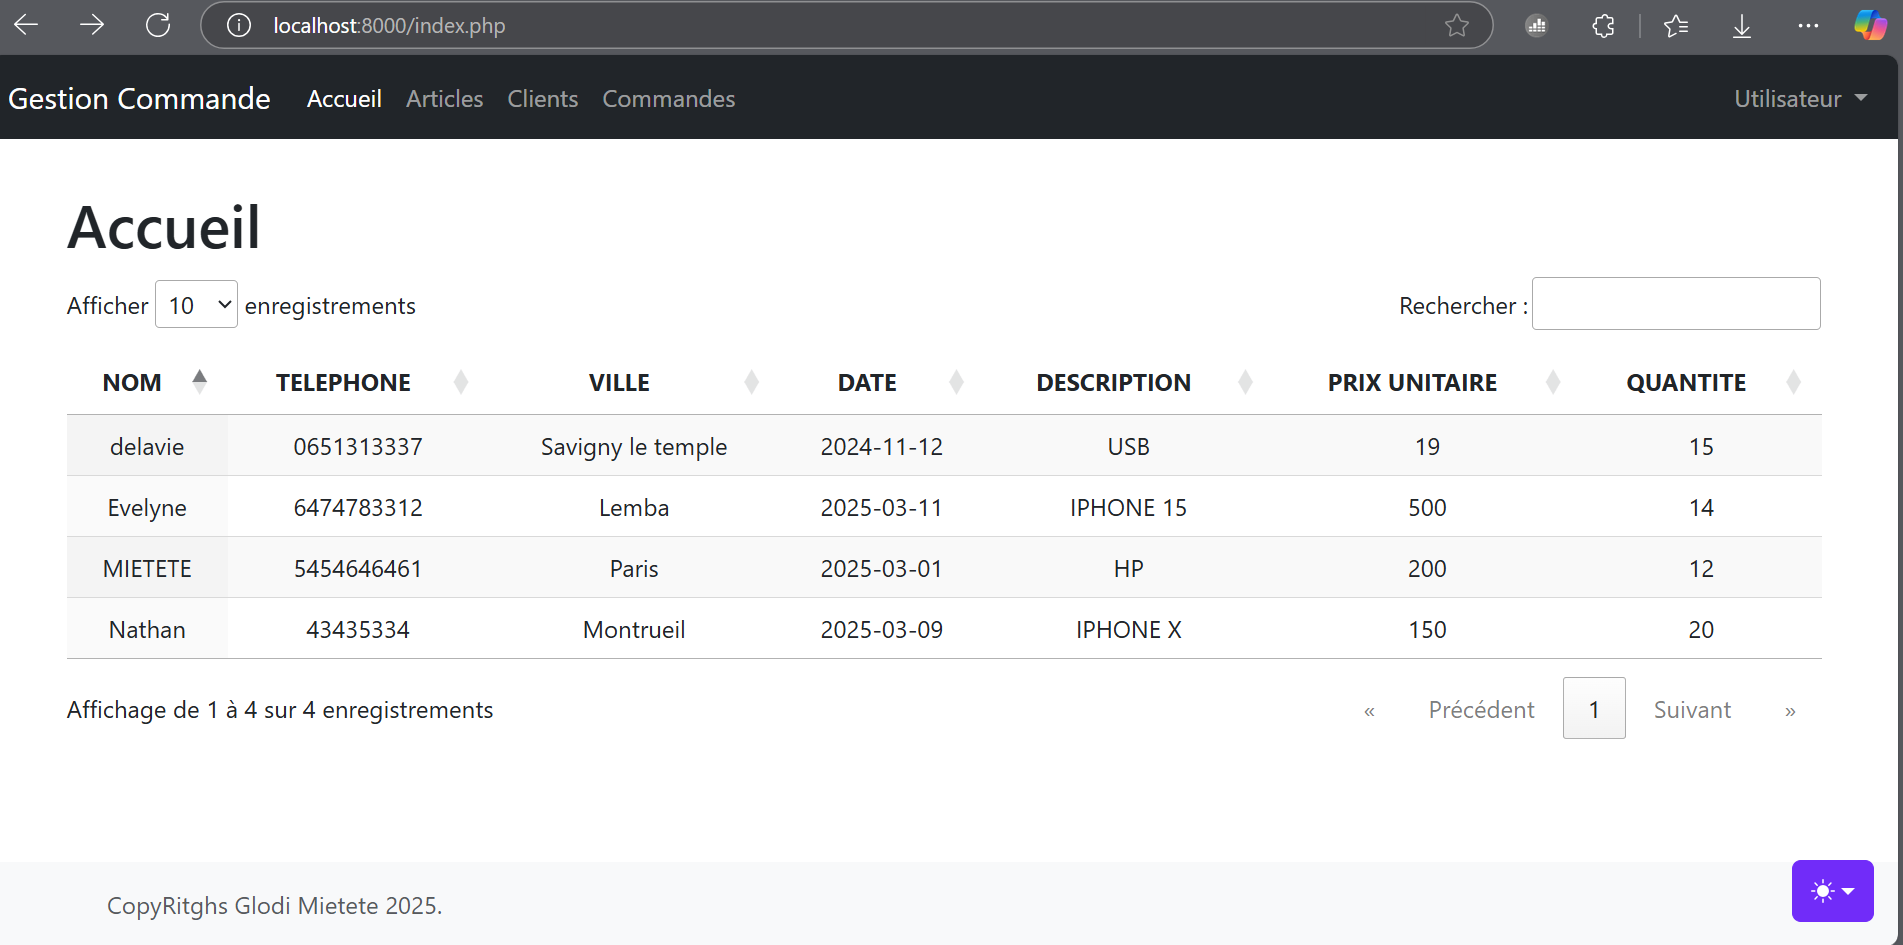 localhost:8000/index.php
Gestion Commande Accueil Articles Clients Commandes Utilisateur
Accueil
Afficher 10 enregistrements Rechercher :
NOM TELEPHONE VILLE DATE DESCRIPTION PRIX UNITAIRE QUANTITE
delavie 0651313337 Savigny le temple 2024-11-12 USB 19 15
Evelyne 6474783312 Lemba 2025-03-11 IPHONE 15 500 14
MIETETE 5454646461 Paris 2025-03-01 HP 200 12
Nathan 43435334 Montrueil 2025-03-09 IPHONE X 150 20
Affichage de 1 à 4 sur 4 enregistrements « Précédent 1 Suivant »
CopyRitghs Glodi Mietete 2025.